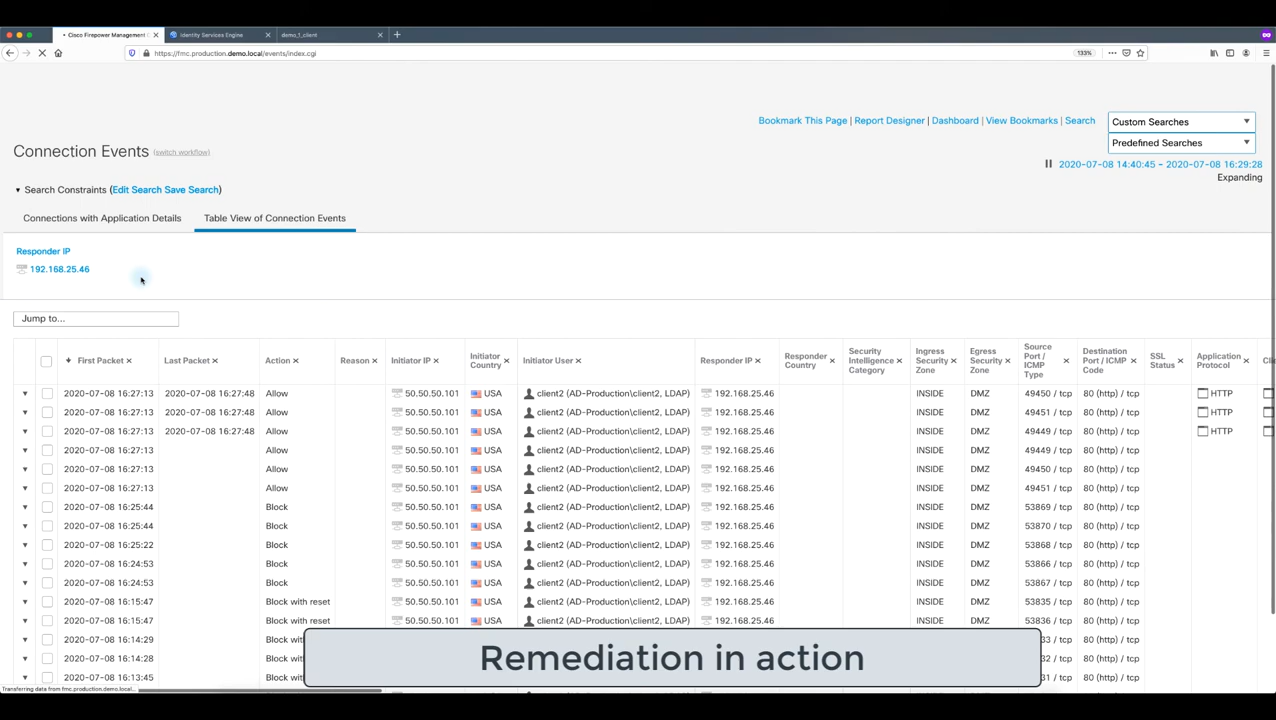 Cisco Firepower Management C
Identity Services Engine
demo_f_client
https://fmc.production.demo.local/events/index.cgi
133%
Bookmark This Page | Report Designer | Dashboard | View Bookmarks | Search
Custom Searches
Predefined Searches
Connection Events (switch workflow)
2020-07-08 14:40:45 - 2020-07-08 16:29:28
Expanding
Search Constraints (Edit Search Save Search)
Connections with Application Details
Table View of Connection Events
Responder IP
192.168.25.46
Jump to...
First Packet Last Packet Action Reason Initiator IP Initiator Country Initiator User Responder IP Responder Country Security Intelligence Category Ingress Security Zone Egress Security Zone Source Port / ICMP Type Destination Port / ICMP Code SSL Status Application Protocol Clie
2020-07-08 16:27:13 2020-07-08 16:27:48 Allow 50.50.50.101 USA client2 (AD-Production\client2, LDAP) 192.168.25.46 INSIDE DMZ 49450 / tcp 80 (http) / tcp HTTP
2020-07-08 16:27:13 2020-07-08 16:27:48 Allow 50.50.50.101 USA client2 (AD-Production\client2, LDAP) 192.168.25.46 INSIDE DMZ 49451 / tcp 80 (http) / tcp HTTP
2020-07-08 16:27:13 2020-07-08 16:27:48 Allow 50.50.50.101 USA client2 (AD-Production\client2, LDAP) 192.168.25.46 INSIDE DMZ 49449 / tcp 80 (http) / tcp HTTP
2020-07-08 16:27:13 Allow 50.50.50.101 USA client2 (AD-Production\client2, LDAP) 192.168.25.46 INSIDE DMZ 49449 / tcp 80 (http) / tcp
2020-07-08 16:27:13 Allow 50.50.50.101 USA client2 (AD-Production\client2, LDAP) 192.168.25.46 INSIDE DMZ 49450 / tcp 80 (http) / tcp
2020-07-08 16:27:13 Allow 50.50.50.101 USA client2 (AD-Production\client2, LDAP) 192.168.25.46 INSIDE DMZ 49451 / tcp 80 (http) / tcp
2020-07-08 16:25:44 Block 50.50.50.101 USA client2 (AD-Production\client2, LDAP) 192.168.25.46 INSIDE DMZ 53869 / tcp 80 (http) / tcp
2020-07-08 16:25:44 Block 50.50.50.101 USA client2 (AD-Production\client2, LDAP) 192.168.25.46 INSIDE DMZ 53870 / tcp 80 (http) / tcp
2020-07-08 16:25:22 Block 50.50.50.101 USA client2 (AD-Production\client2, LDAP) 192.168.25.46 INSIDE DMZ 53868 / tcp 80 (http) / tcp
2020-07-08 16:24:53 Block 50.50.50.101 USA client2 (AD-Production\client2, LDAP) 192.168.25.46 INSIDE DMZ 53866 / tcp 80 (http) / tcp
2020-07-08 16:24:53 Block 50.50.50.101 USA client2 (AD-Production\client2, LDAP) 192.168.25.46 INSIDE DMZ 53867 / tcp 80 (http) / tcp
2020-07-08 16:15:47 Block with reset 50.50.50.101 USA client2 (AD-Production\client2, LDAP) 192.168.25.46 INSIDE DMZ 53835 / tcp 80 (http) / tcp
2020-07-08 16:15:47 Block with reset 50.50.50.101 USA client2 (AD-Production\client2, LDAP) 192.168.25.46 INSIDE DMZ 53836 / tcp 80 (http) / tcp
2020-07-08 16:14:29 Block wit 33 / tcp 80 (http) / tcp
2020-07-08 16:14:28 Block wit 32 / tcp 80 (http) / tcp
2020-07-08 16:13:45 Block wit 31 / tcp 80 (http) / tcp
Remediation in action
Transferring data from fmc.production.demo.local...